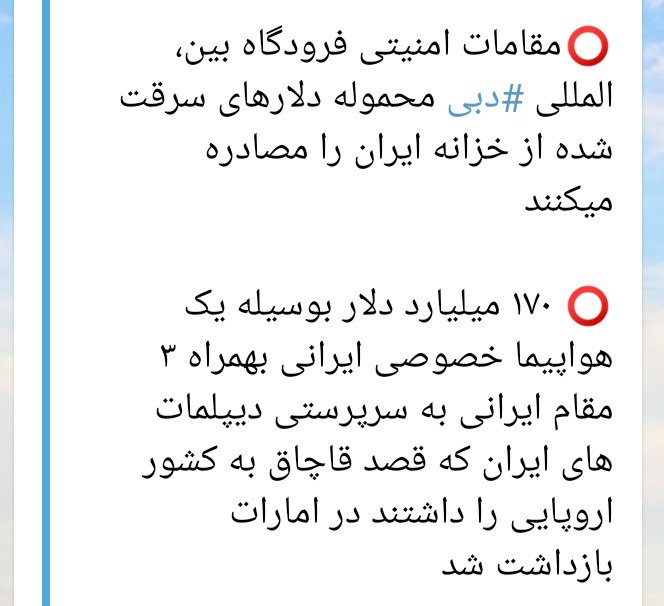 مقامات امنیتی فرودگاه بین،
المللی #دبی محموله دلارهای سرقت
شده از خزانه ایران را مصادره
میکنند
۱۷۰ میلیارد دلار بوسیله یک
هواپیما خصوصی ایرانی بهمراه ۳
مقام ایرانی به سرپرستی دیپلمات
های ایران که قصد قاچاق به کشور
اروپایی را داشتند در امارات
بازداشت شد